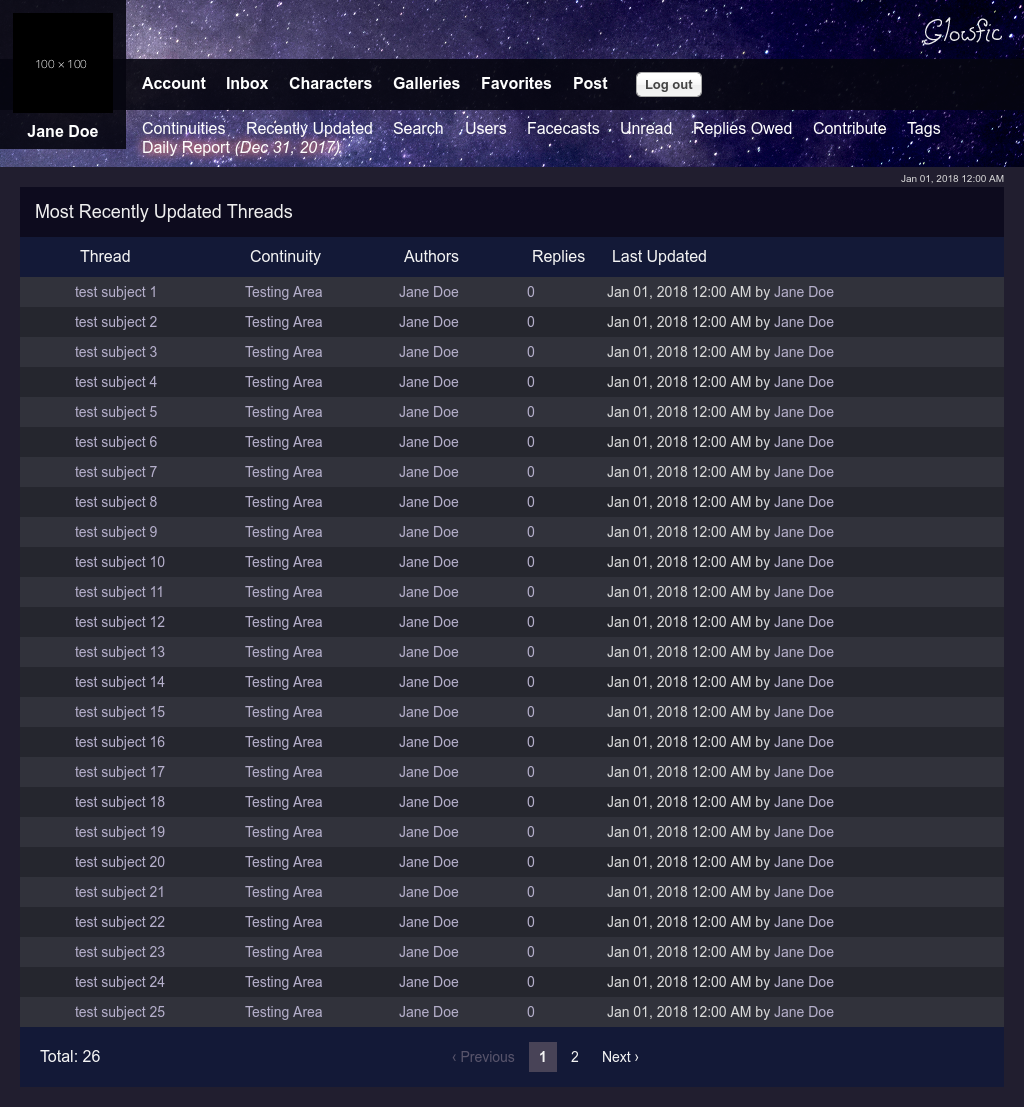 Glowfic
100 × 100
Account Inbox Characters Galleries Favorites Post Log out
Jane Doe
Continuities Recently Updated Search Users Facecasts Unread Replies Owed Contribute Tags
Daily Report (Dec 31, 2017)
Jan 01, 2018 12:00 AM
Most Recently Updated Threads
Thread Continuity Authors Replies Last Updated
test subject 1 Testing Area Jane Doe 0 Jan 01, 2018 12:00 AM by Jane Doe
test subject 2 Testing Area Jane Doe 0 Jan 01, 2018 12:00 AM by Jane Doe
test subject 3 Testing Area Jane Doe 0 Jan 01, 2018 12:00 AM by Jane Doe
test subject 4 Testing Area Jane Doe 0 Jan 01, 2018 12:00 AM by Jane Doe
test subject 5 Testing Area Jane Doe 0 Jan 01, 2018 12:00 AM by Jane Doe
test subject 6 Testing Area Jane Doe 0 Jan 01, 2018 12:00 AM by Jane Doe
test subject 7 Testing Area Jane Doe 0 Jan 01, 2018 12:00 AM by Jane Doe
test subject 8 Testing Area Jane Doe 0 Jan 01, 2018 12:00 AM by Jane Doe
test subject 9 Testing Area Jane Doe 0 Jan 01, 2018 12:00 AM by Jane Doe
test subject 10 Testing Area Jane Doe 0 Jan 01, 2018 12:00 AM by Jane Doe
test subject 11 Testing Area Jane Doe 0 Jan 01, 2018 12:00 AM by Jane Doe
test subject 12 Testing Area Jane Doe 0 Jan 01, 2018 12:00 AM by Jane Doe
test subject 13 Testing Area Jane Doe 0 Jan 01, 2018 12:00 AM by Jane Doe
test subject 14 Testing Area Jane Doe 0 Jan 01, 2018 12:00 AM by Jane Doe
test subject 15 Testing Area Jane Doe 0 Jan 01, 2018 12:00 AM by Jane Doe
test subject 16 Testing Area Jane Doe 0 Jan 01, 2018 12:00 AM by Jane Doe
test subject 17 Testing Area Jane Doe 0 Jan 01, 2018 12:00 AM by Jane Doe
test subject 18 Testing Area Jane Doe 0 Jan 01, 2018 12:00 AM by Jane Doe
test subject 19 Testing Area Jane Doe 0 Jan 01, 2018 12:00 AM by Jane Doe
test subject 20 Testing Area Jane Doe 0 Jan 01, 2018 12:00 AM by Jane Doe
test subject 21 Testing Area Jane Doe 0 Jan 01, 2018 12:00 AM by Jane Doe
test subject 22 Testing Area Jane Doe 0 Jan 01, 2018 12:00 AM by Jane Doe
test subject 23 Testing Area Jane Doe 0 Jan 01, 2018 12:00 AM by Jane Doe
test subject 24 Testing Area Jane Doe 0 Jan 01, 2018 12:00 AM by Jane Doe
test subject 25 Testing Area Jane Doe 0 Jan 01, 2018 12:00 AM by Jane Doe
Total: 26 ‹ Previous 1 2 Next ›